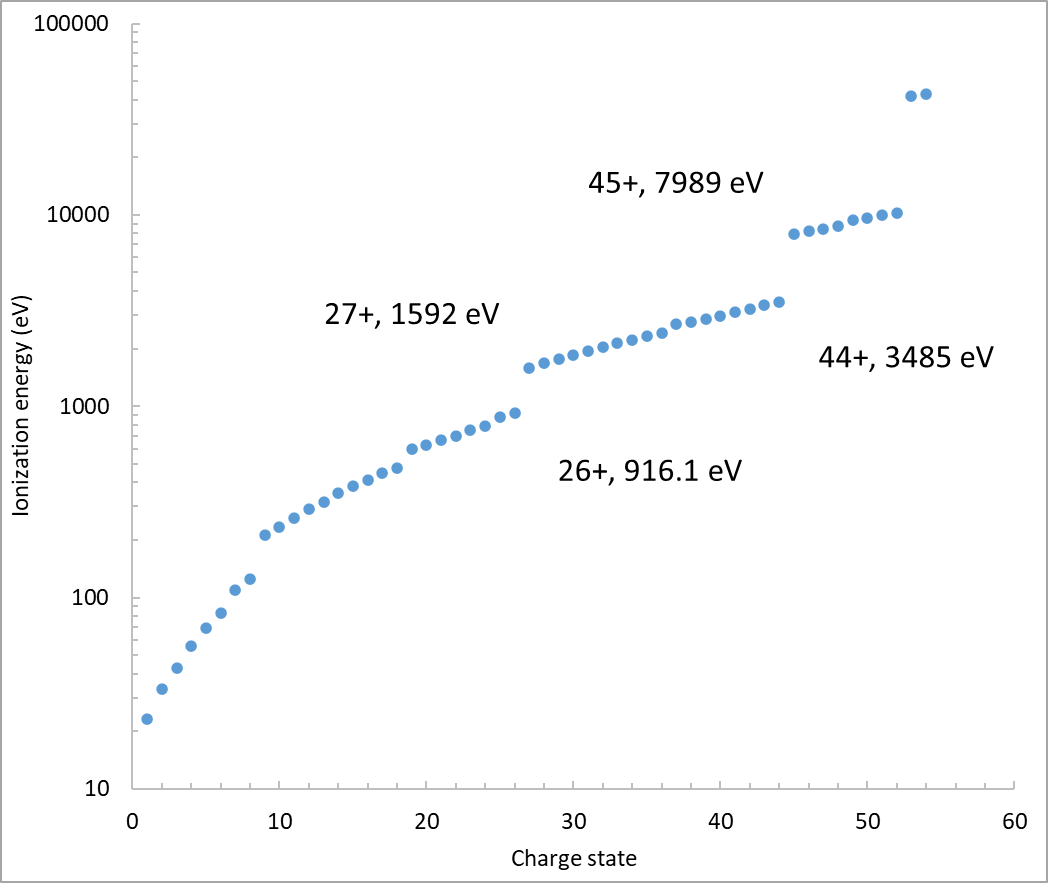 100000
10000
1000
100
10
0
10
20
30
40
50
60
Ionization energy (eV)
Charge state
45+, 7989 eV
27+, 1592 eV
44+, 3485 eV
26+, 916.1 eV